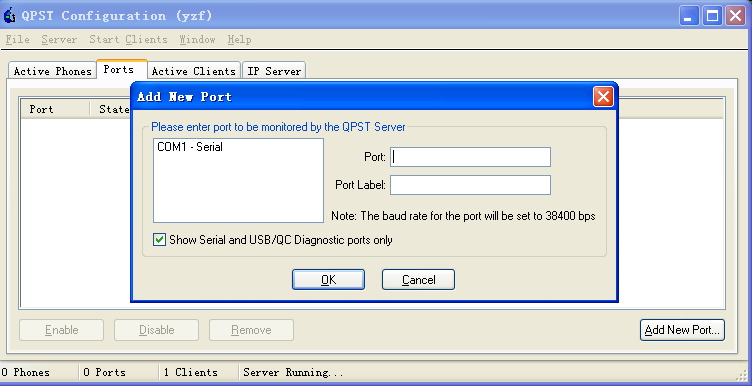 QPST Configuration (yzf)
File Server Start Clients Window Help
Active Phones Ports Active Clients IP Server
Port State
Add New Port
Please enter port to be monitored by the QPST Server
COM1 - Serial
Port:
Port Label:
Note: The baud rate for the port will be set to 38400 bps
Show Serial and USB/QC Diagnostic ports only
OK Cancel
Enable Disable Remove Add New Port...
0 Phones 0 Ports 1 Clients Server Running...